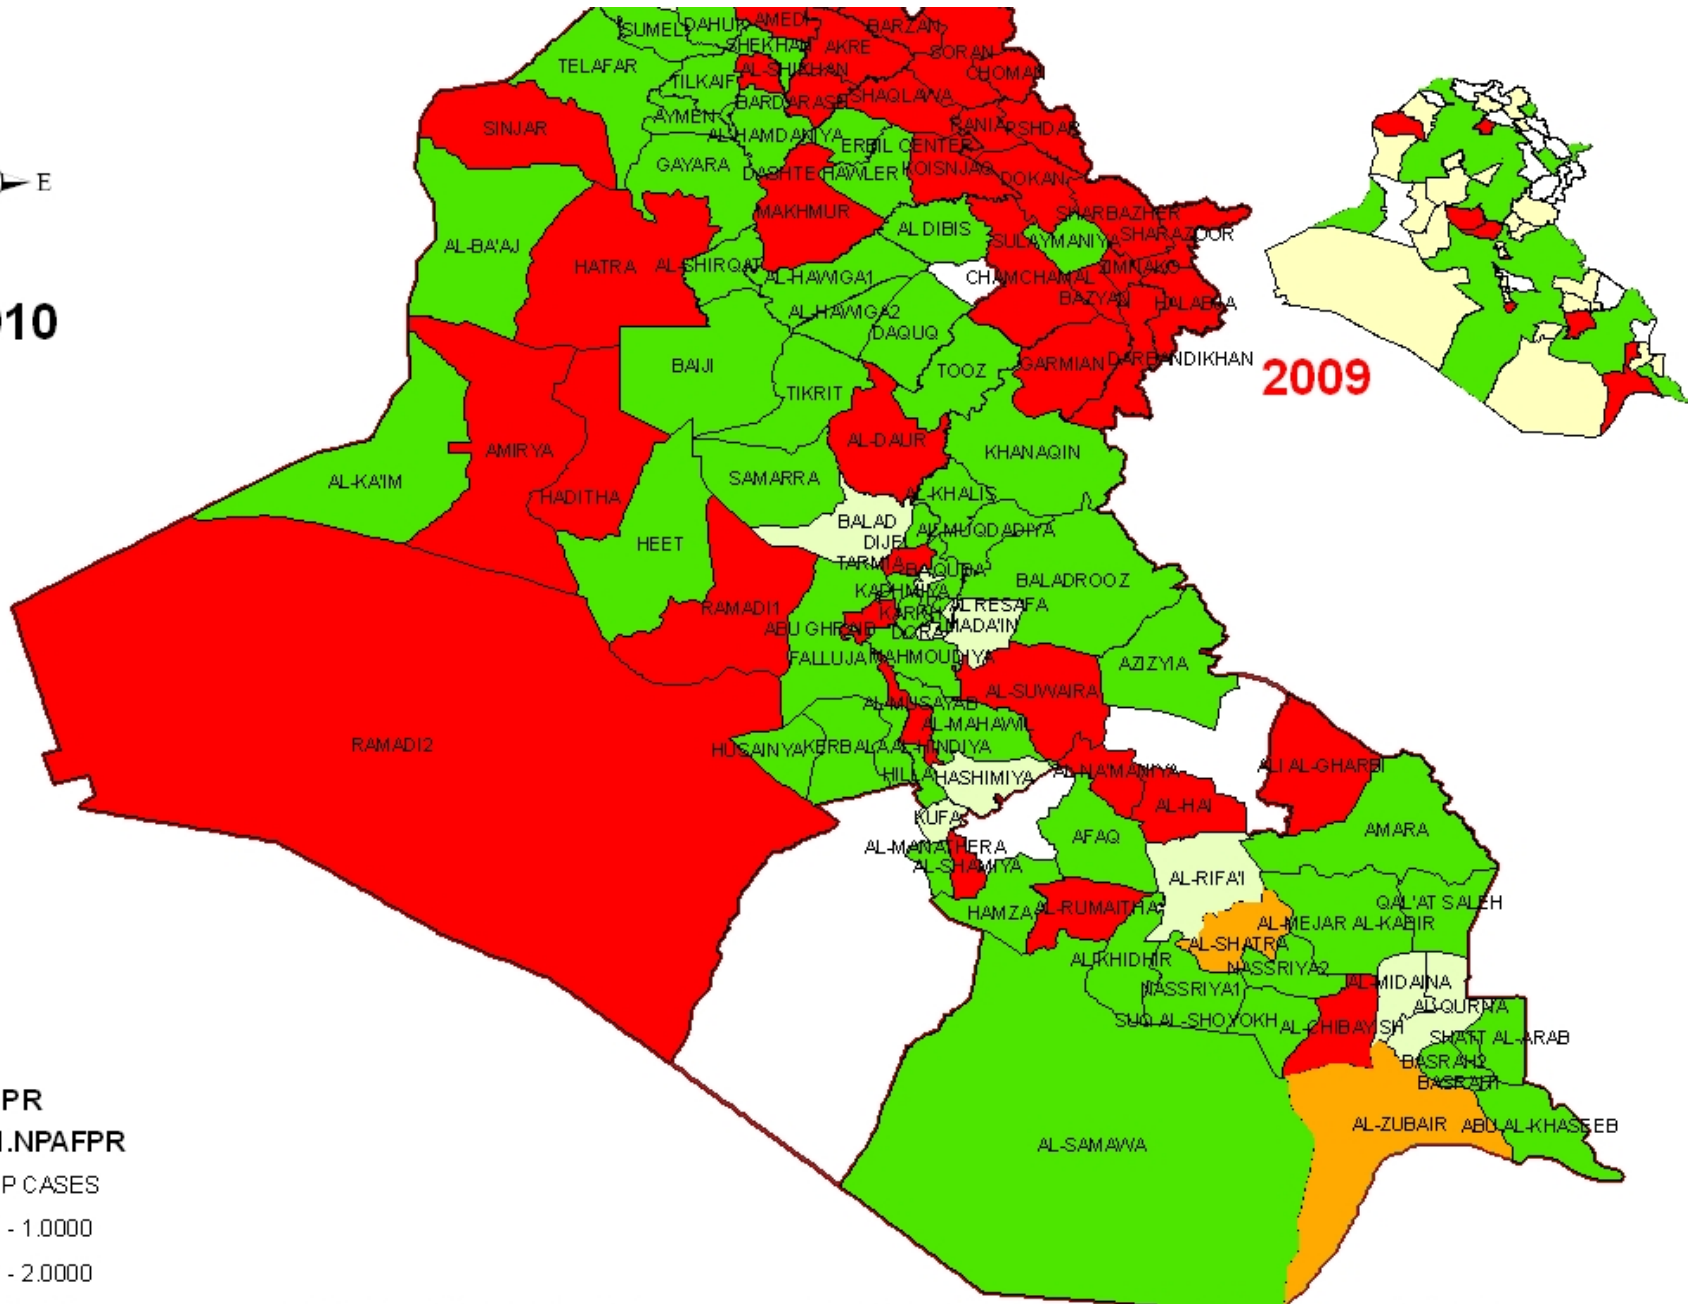 SUMEL
DAHUK
AMEDI
BARZAN
SHEKHAN
AKRE
SORAN
TELAFAR
AL-SHIKHAN
CHOMAN
TILKAIF
BARDARASH
SHAQLAWA
AYMEN
SINJAR
AL-HAMDANIYA
RANIA
PSHDAR
ERBIL CENTER
GAYARA
DASHTE HAWLER
KOISNJAQ
DOKAN
E
MAKHMUR
SHARBAZHER
AL DIBIS
SULAYMANIYA
SHARAZOOR
AL-BA'AJ
HATRA
AL-SHIRQAT
AL-HAWIGA1
CHAMCHAMAL
ZIMNAKO
BAZYAN
HALABJA
10
AL-HAWIGA2
DAQUQ
BAIJI
TOOZ
GARMIAN
DARBANDIKHAN
2009
TIKRIT
AL-DAUR
AMIRYA
KHANAQIN
AL-KA'IM
HADITHA
SAMARRA
AL-KHALIS
BALAD
AL-MUQDADIYA
HEET
DIJEL
TARMIA
BAQUBA
BALADROOZ
KADHMIYA
RAMADI1
KARKH
AL RESAFA
ABU GHRAIB
DORA
MADA'IN
FALLUJA
MAHMOUDIYA
AZIZYIA
AL-SUWAIRA
AL-MUSAYAB
AL-MAHAWIL
RAMADI2
HUSAINYA
KERBALA
AL-HINDIYA
HILLA
HASHIMIYA
AL-NA'MANIYA
ALI AL-GHARBI
AL-HAI
KUFA
AFAQ
AMARA
AL-MANATHERA
AL-SHAMIYA
AL-RIFA'I
HAMZA
AL-RUMAITHA
QAL'AT SALEH
AL-MEJAR AL-KABIR
AL-SHATRA
AL-KHIDHIR
NASSRIYA2
NASSRIYA1
AL-MIDAINA
AL-QURNA
SUQ AL-SHOYOKH
AL-CHIBAYISH
SHATT AL-ARAB
BASRAH2
BASRAH1
AL-ZUBAIR
ABU AL-KHASEEB
AL-SAMAWA
PR
.NPAFPR
P CASES
- 1.0000
- 2.0000